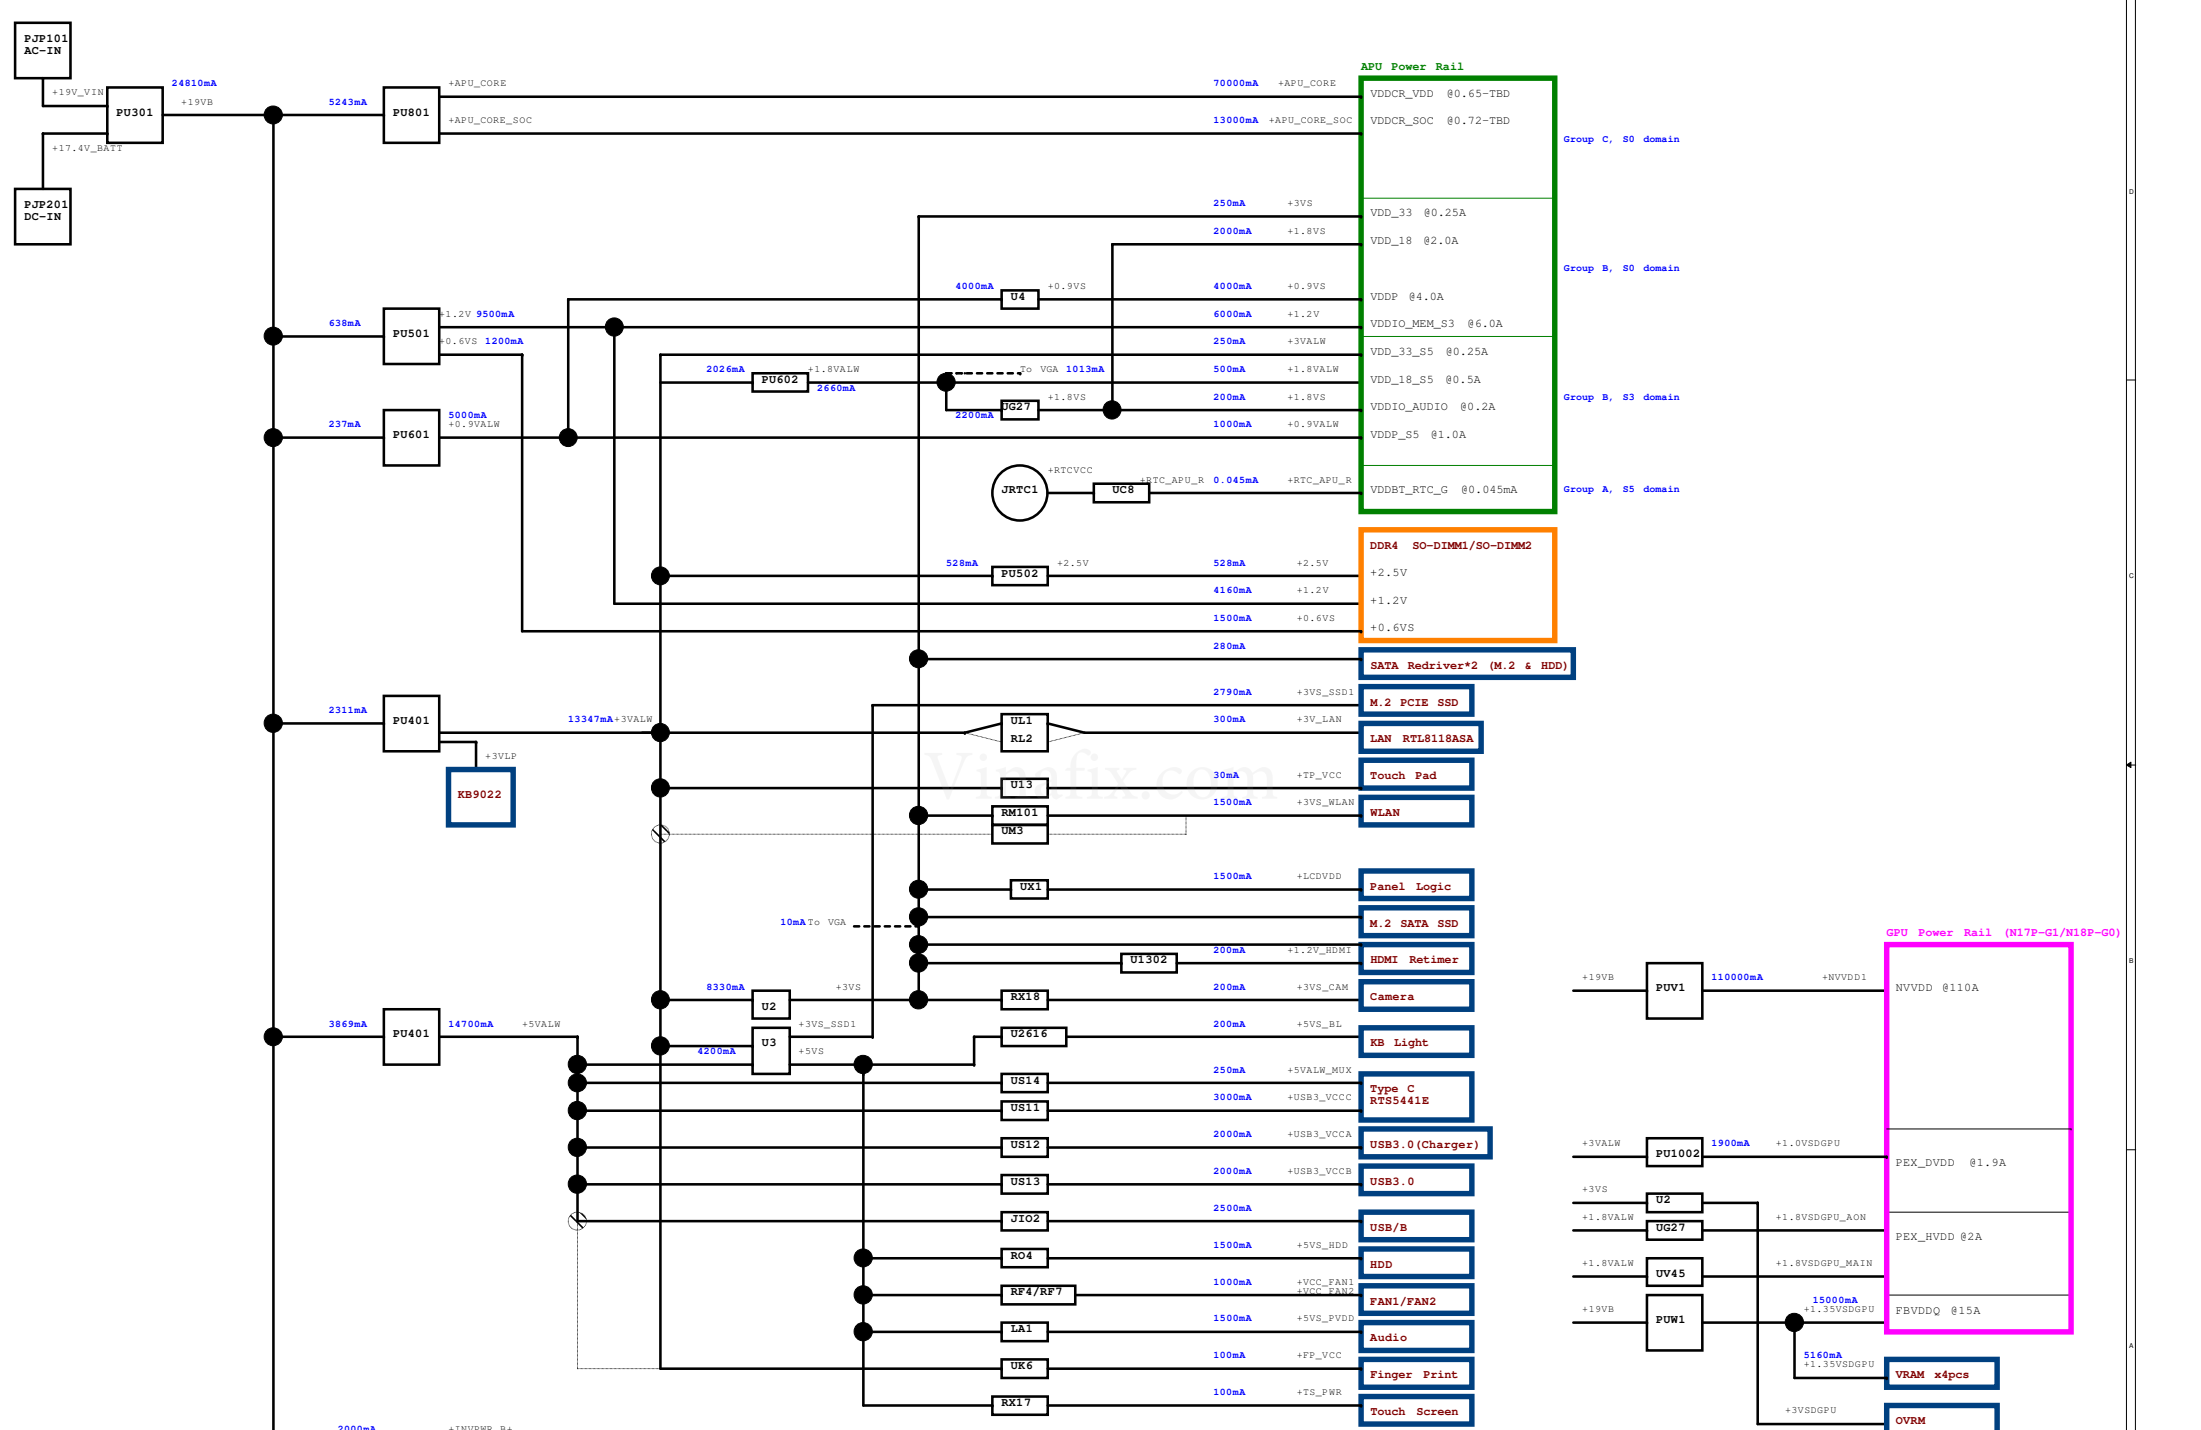 PJP101
AC-IN
+19V_VIN
PU301
24810mA
+19VB
+17.4V_BATT
PJP201
DC-IN
5243mA
PU801
+APU_CORE
+APU_CORE_SOC
70000mA +APU_CORE
13000mA +APU_CORE_SOC
APU Power Rail
VDDCR_VDD @0.65-TBD
VDDCR_SOC @0.72-TBD
Group C, S0 domain
250mA +3VS
VDD_33 @0.25A
2000mA +1.8VS
VDD_18 @2.0A
Group B, S0 domain
4000mA U4 +0.9VS
4000mA +0.9VS
VDDP @4.0A
638mA
PU501
+1.2V 9500mA
+0.6VS 1200mA
6000mA +1.2V
VDDIO_MEM_S3 @6.0A
250mA +3VALW
VDD_33_S5 @0.25A
2026mA PU602 +1.8VALW
2660mA
To VGA 1013mA
500mA +1.8VALW
VDD_18_S5 @0.5A
2200mA UG27 +1.8VS
200mA +1.8VS
VDDIO_AUDIO @0.2A
Group B, S3 domain
237mA
PU601
5000mA
+0.9VALW
1000mA +0.9VALW
VDDP_S5 @1.0A
JRTC1
+RTCVCC
UC8
+RTC_APU_R 0.045mA +RTC_APU_R
VDDBT_RTC_G @0.045mA
Group A, S5 domain
DDR4 SO-DIMM1/SO-DIMM2
528mA PU502 +2.5V
528mA +2.5V
+2.5V
4160mA +1.2V
+1.2V
1500mA +0.6VS
+0.6VS
280mA
SATA Redriver*2 (M.2 & HDD)
2311mA
PU401
13347mA +3VALW
+3VLP
KB9022
2790mA +3VS_SSD1
M.2 PCIE SSD
UL1
RL2
300mA +3V_LAN
LAN RTL8118ASA
Vinafix.com
U13
30mA +TP_VCC
Touch Pad
RM101
UM3
1500mA +3VS_WLAN
WLAN
UX1
1500mA +LCDVDD
Panel Logic
10mA To VGA
M.2 SATA SSD
U1302
200mA +1.2V_HDMI
HDMI Retimer
8330mA
U2
+3VS
RX18
200mA +3VS_CAM
Camera
3869mA
PU401
14700mA +5VALW
4200mA
U3
+3VS_SSD1
+5VS
U2616
200mA +5VS_BL
KB Light
US14
250mA +5VALW_MUX
US11
3000mA +USB3_VCCC
Type C
RTS5441E
US12
2000mA +USB3_VCCA
USB3.0(Charger)
US13
2000mA +USB3_VCCB
USB3.0
JIO2
2500mA
USB/B
RO4
1500mA +5VS_HDD
HDD
RF4/RF7
1000mA +VCC_FAN1
+VCC_FAN2
FAN1/FAN2
LA1
1500mA +5VS_PVDD
Audio
UK6
100mA +FP_VCC
Finger Print
RX17
100mA +TS_PWR
Touch Screen
2000mA +INVPWR_B+
GPU Power Rail (N17P-G1/N18P-G0)
+19VB
PUV1
110000mA +NVVDD1
NVVDD @110A
+3VALW
PU1002
1900mA +1.0VSDGPU
PEX_DVDD @1.9A
+3VS
U2
+1.8VALW
UG27
+1.8VSDGPU_AON
PEX_HVDD @2A
+1.8VALW
UV45
+1.8VSDGPU_MAIN
+19VB
PUW1
15000mA
+1.35VSDGPU
FBVDDQ @15A
5160mA
+1.35VSDGPU
VRAM x4pcs
+3VSDGPU
OVRM
D
C
B
A